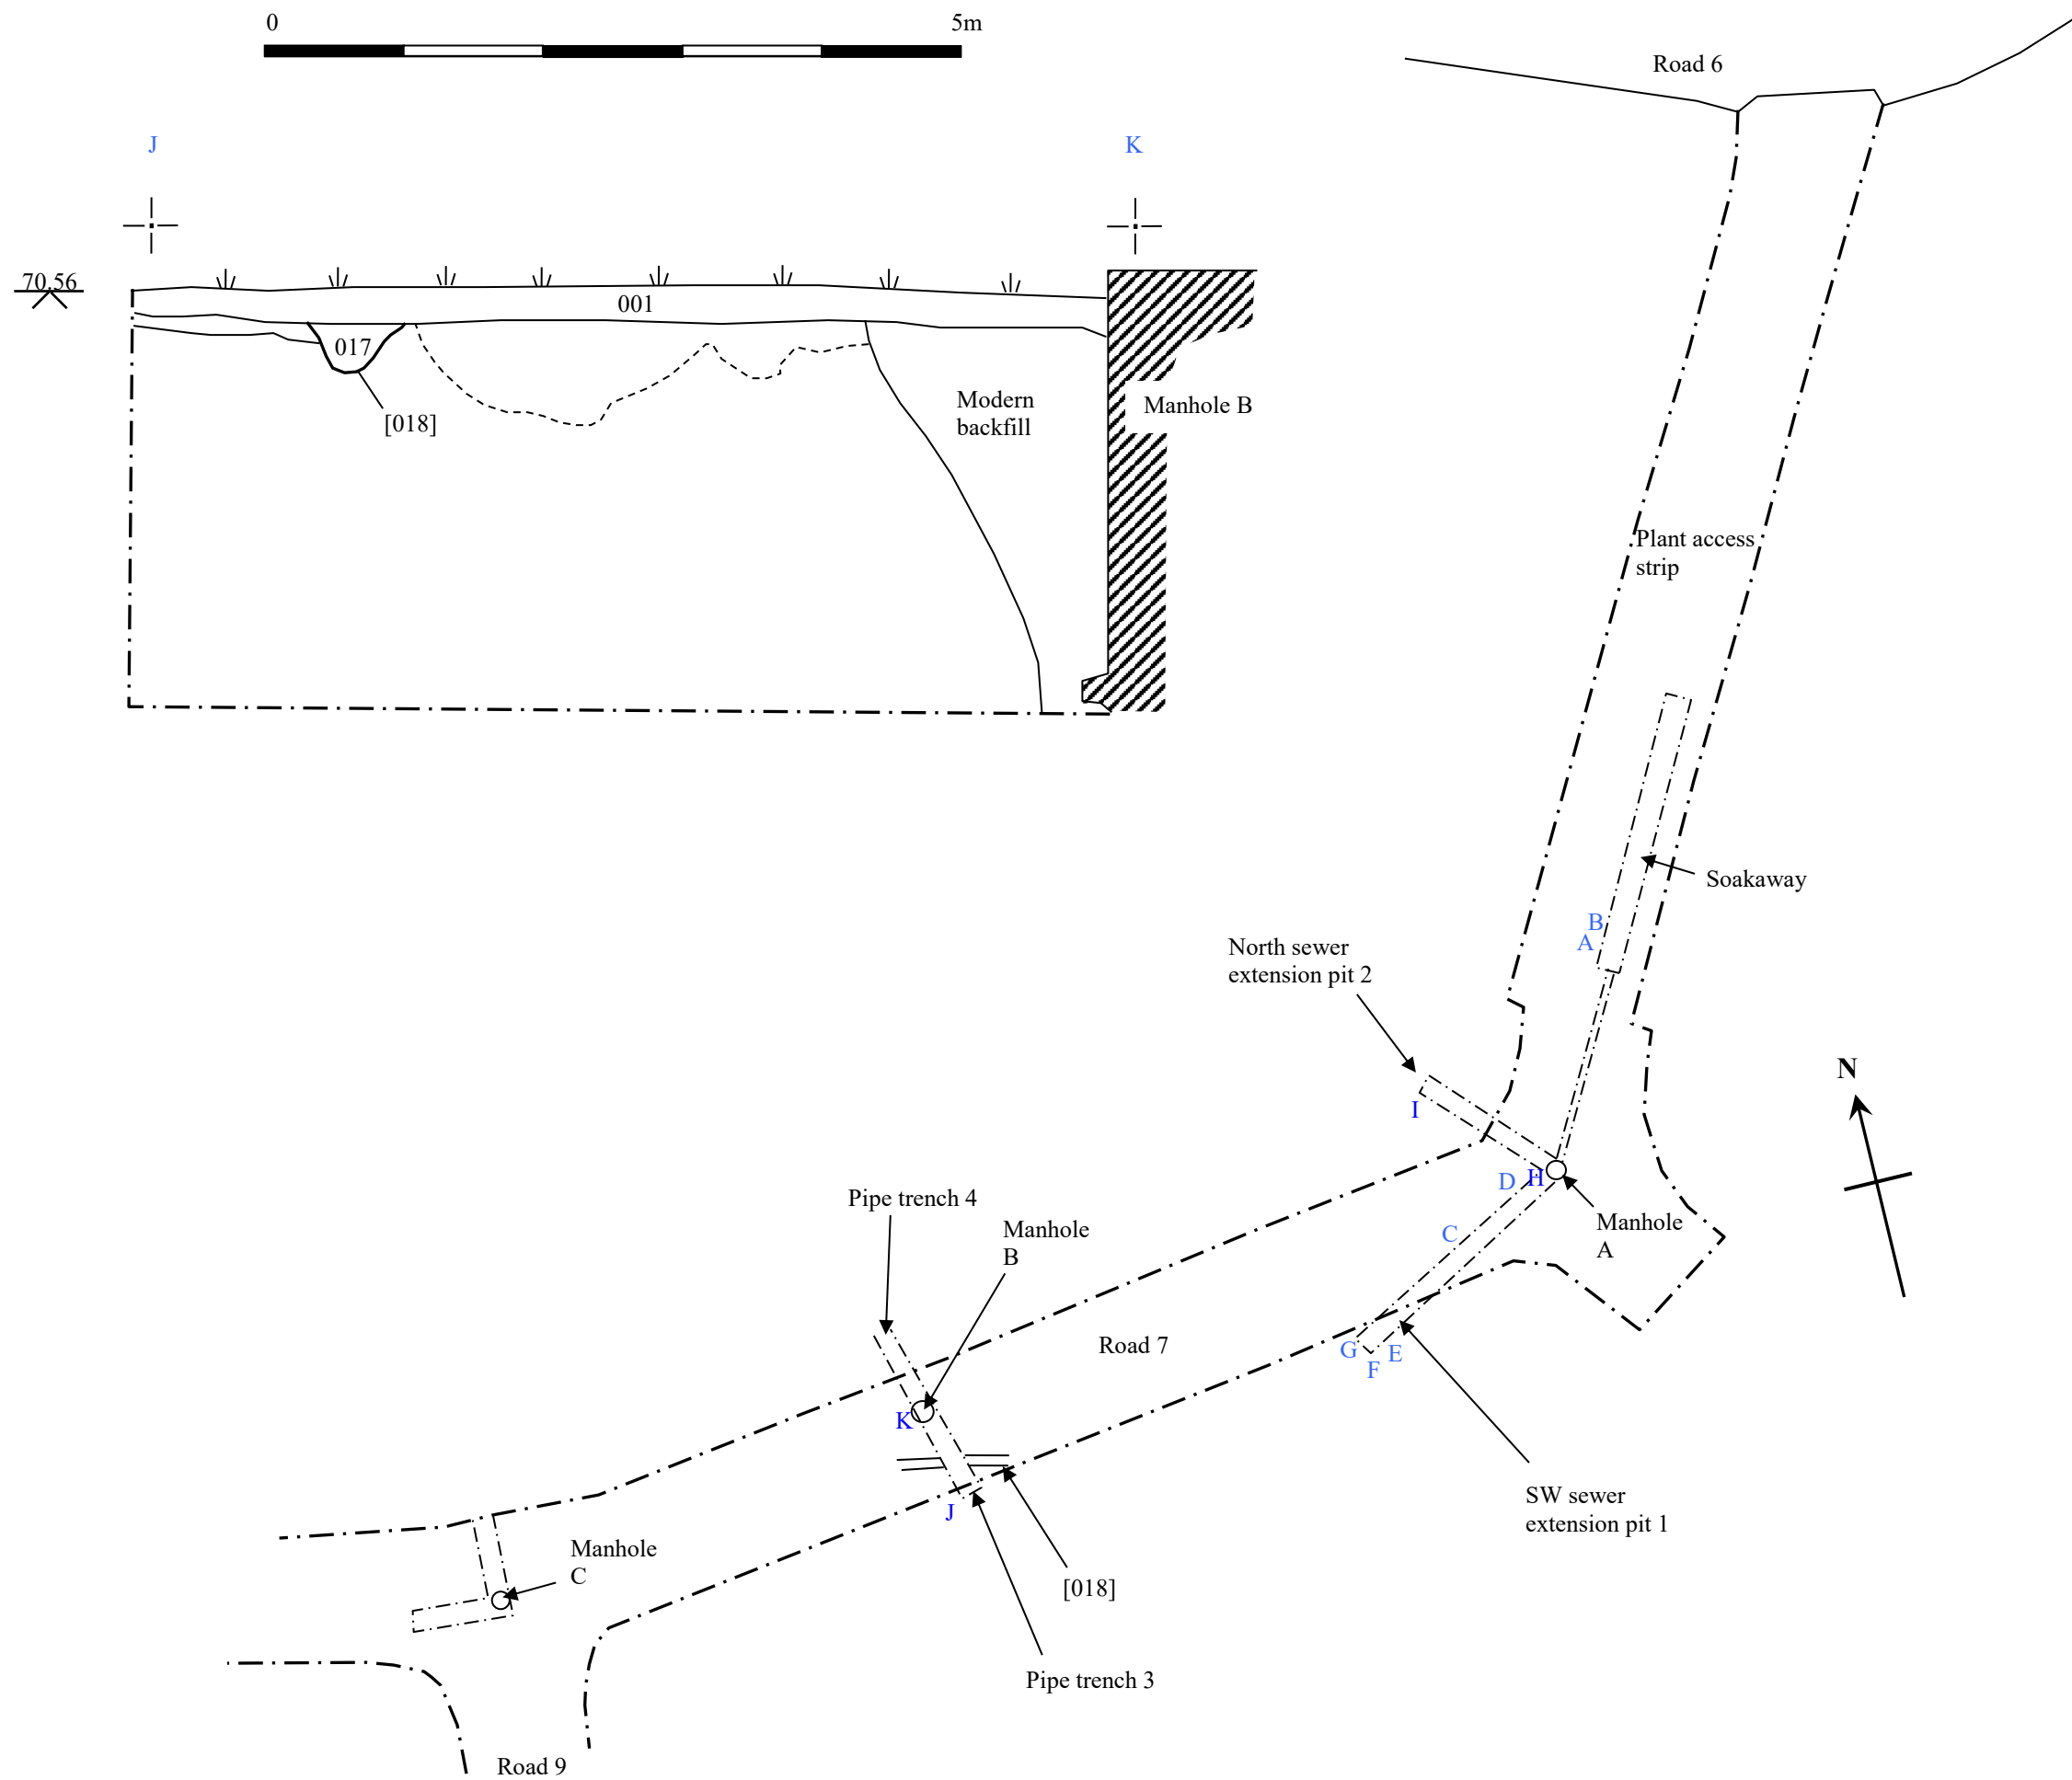 0
5m
Road 6
J
K
70.56
001
017
[018]
Modern
backfill
Manhole B
Plant access
strip
Soakaway
B
A
North sewer
extension pit 2
I
N
D
H
Pipe trench 4
Manhole
B
C
Manhole
A
Road 7
G
E
F
K
J
SW sewer
extension pit 1
Manhole
C
[018]
Pipe trench 3
Road 9